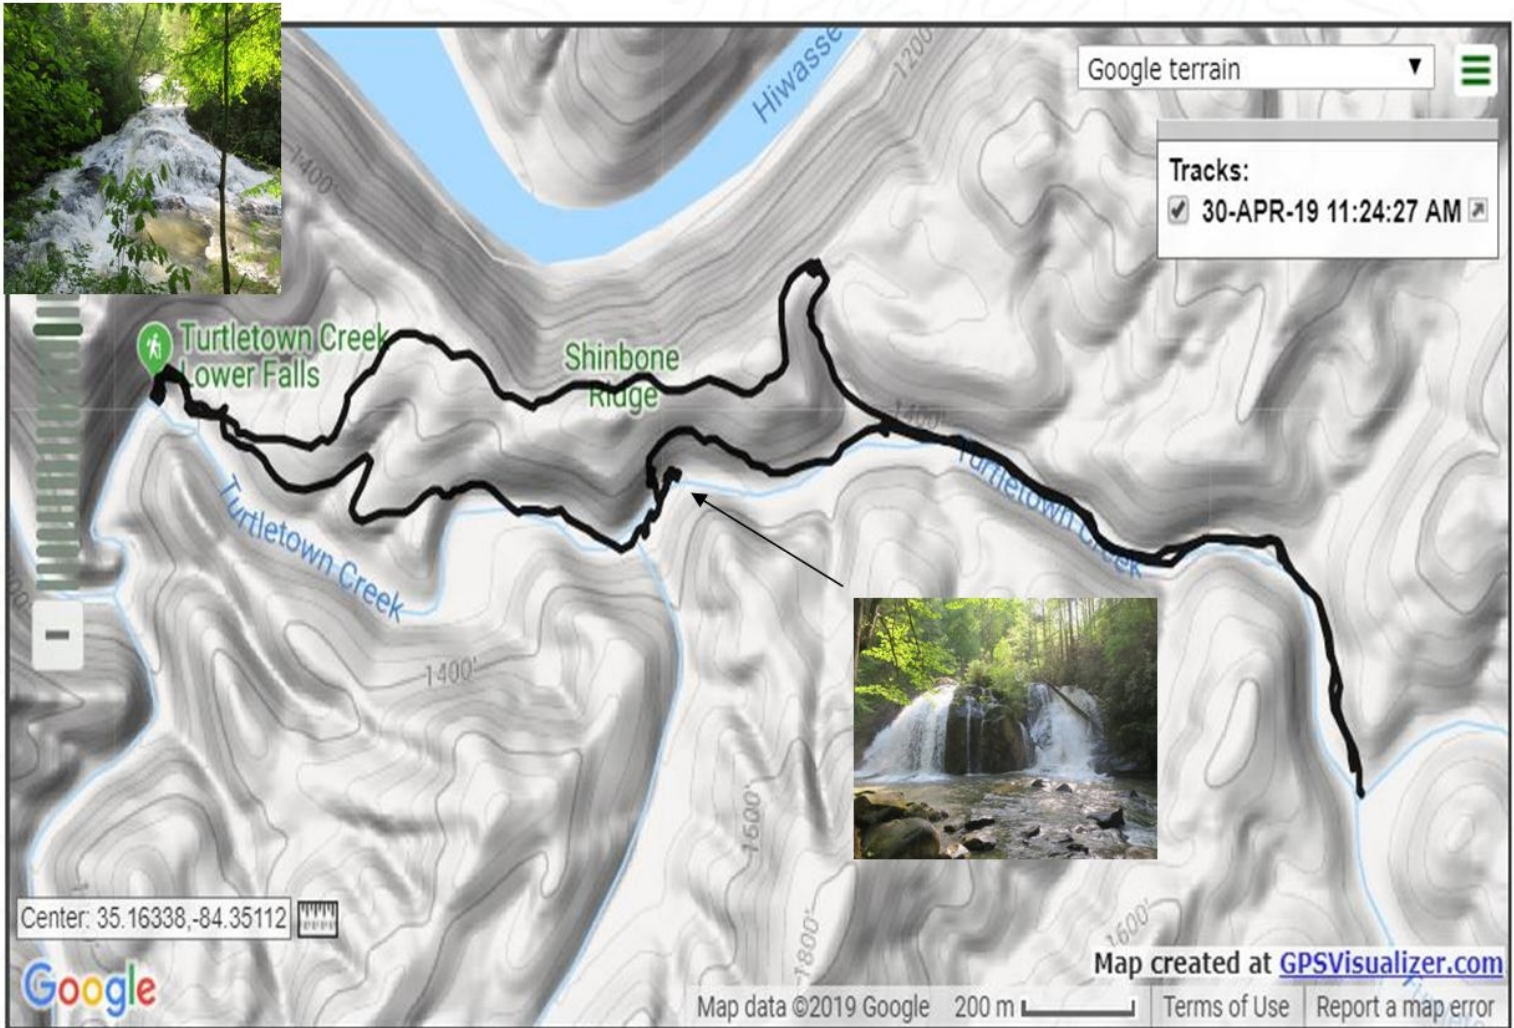 Hiwasse
1200
Google terrain
Tracks:
30-APR-19 11:24:27 AM
1400'
Turtletown Creek
Lower Falls
Shinbone
Ridge
1400'
Turtletown Creek
Turtletown Creek
1400'
1600'
1800'
1600'
Center: 35.16338,-84.35112
Map created at GPSVisualizer.com
Google
Map data ©2019 Google 200 m Terms of Use Report a map error